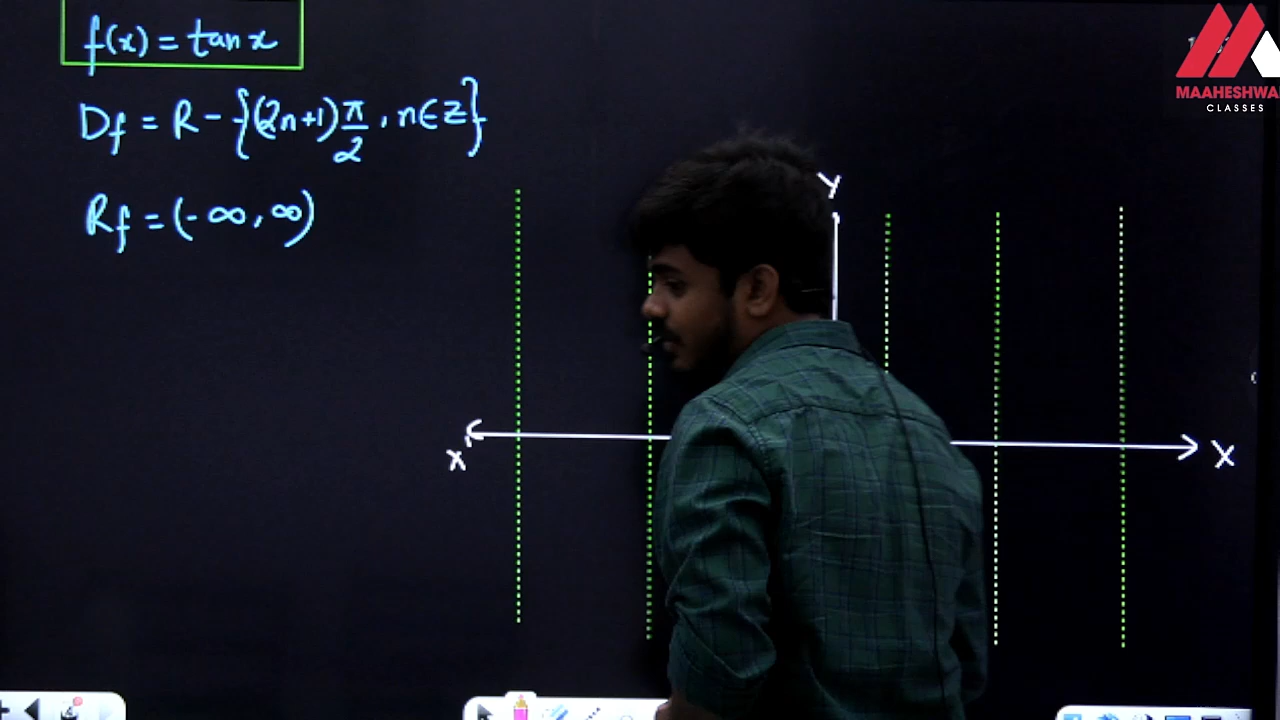 f(x) = tan x
Df = R - {(2n+1)π/2, n∈Z}
Rf = (-∞, ∞)
Y
X'
X
MAAHESHWA
CLASSES